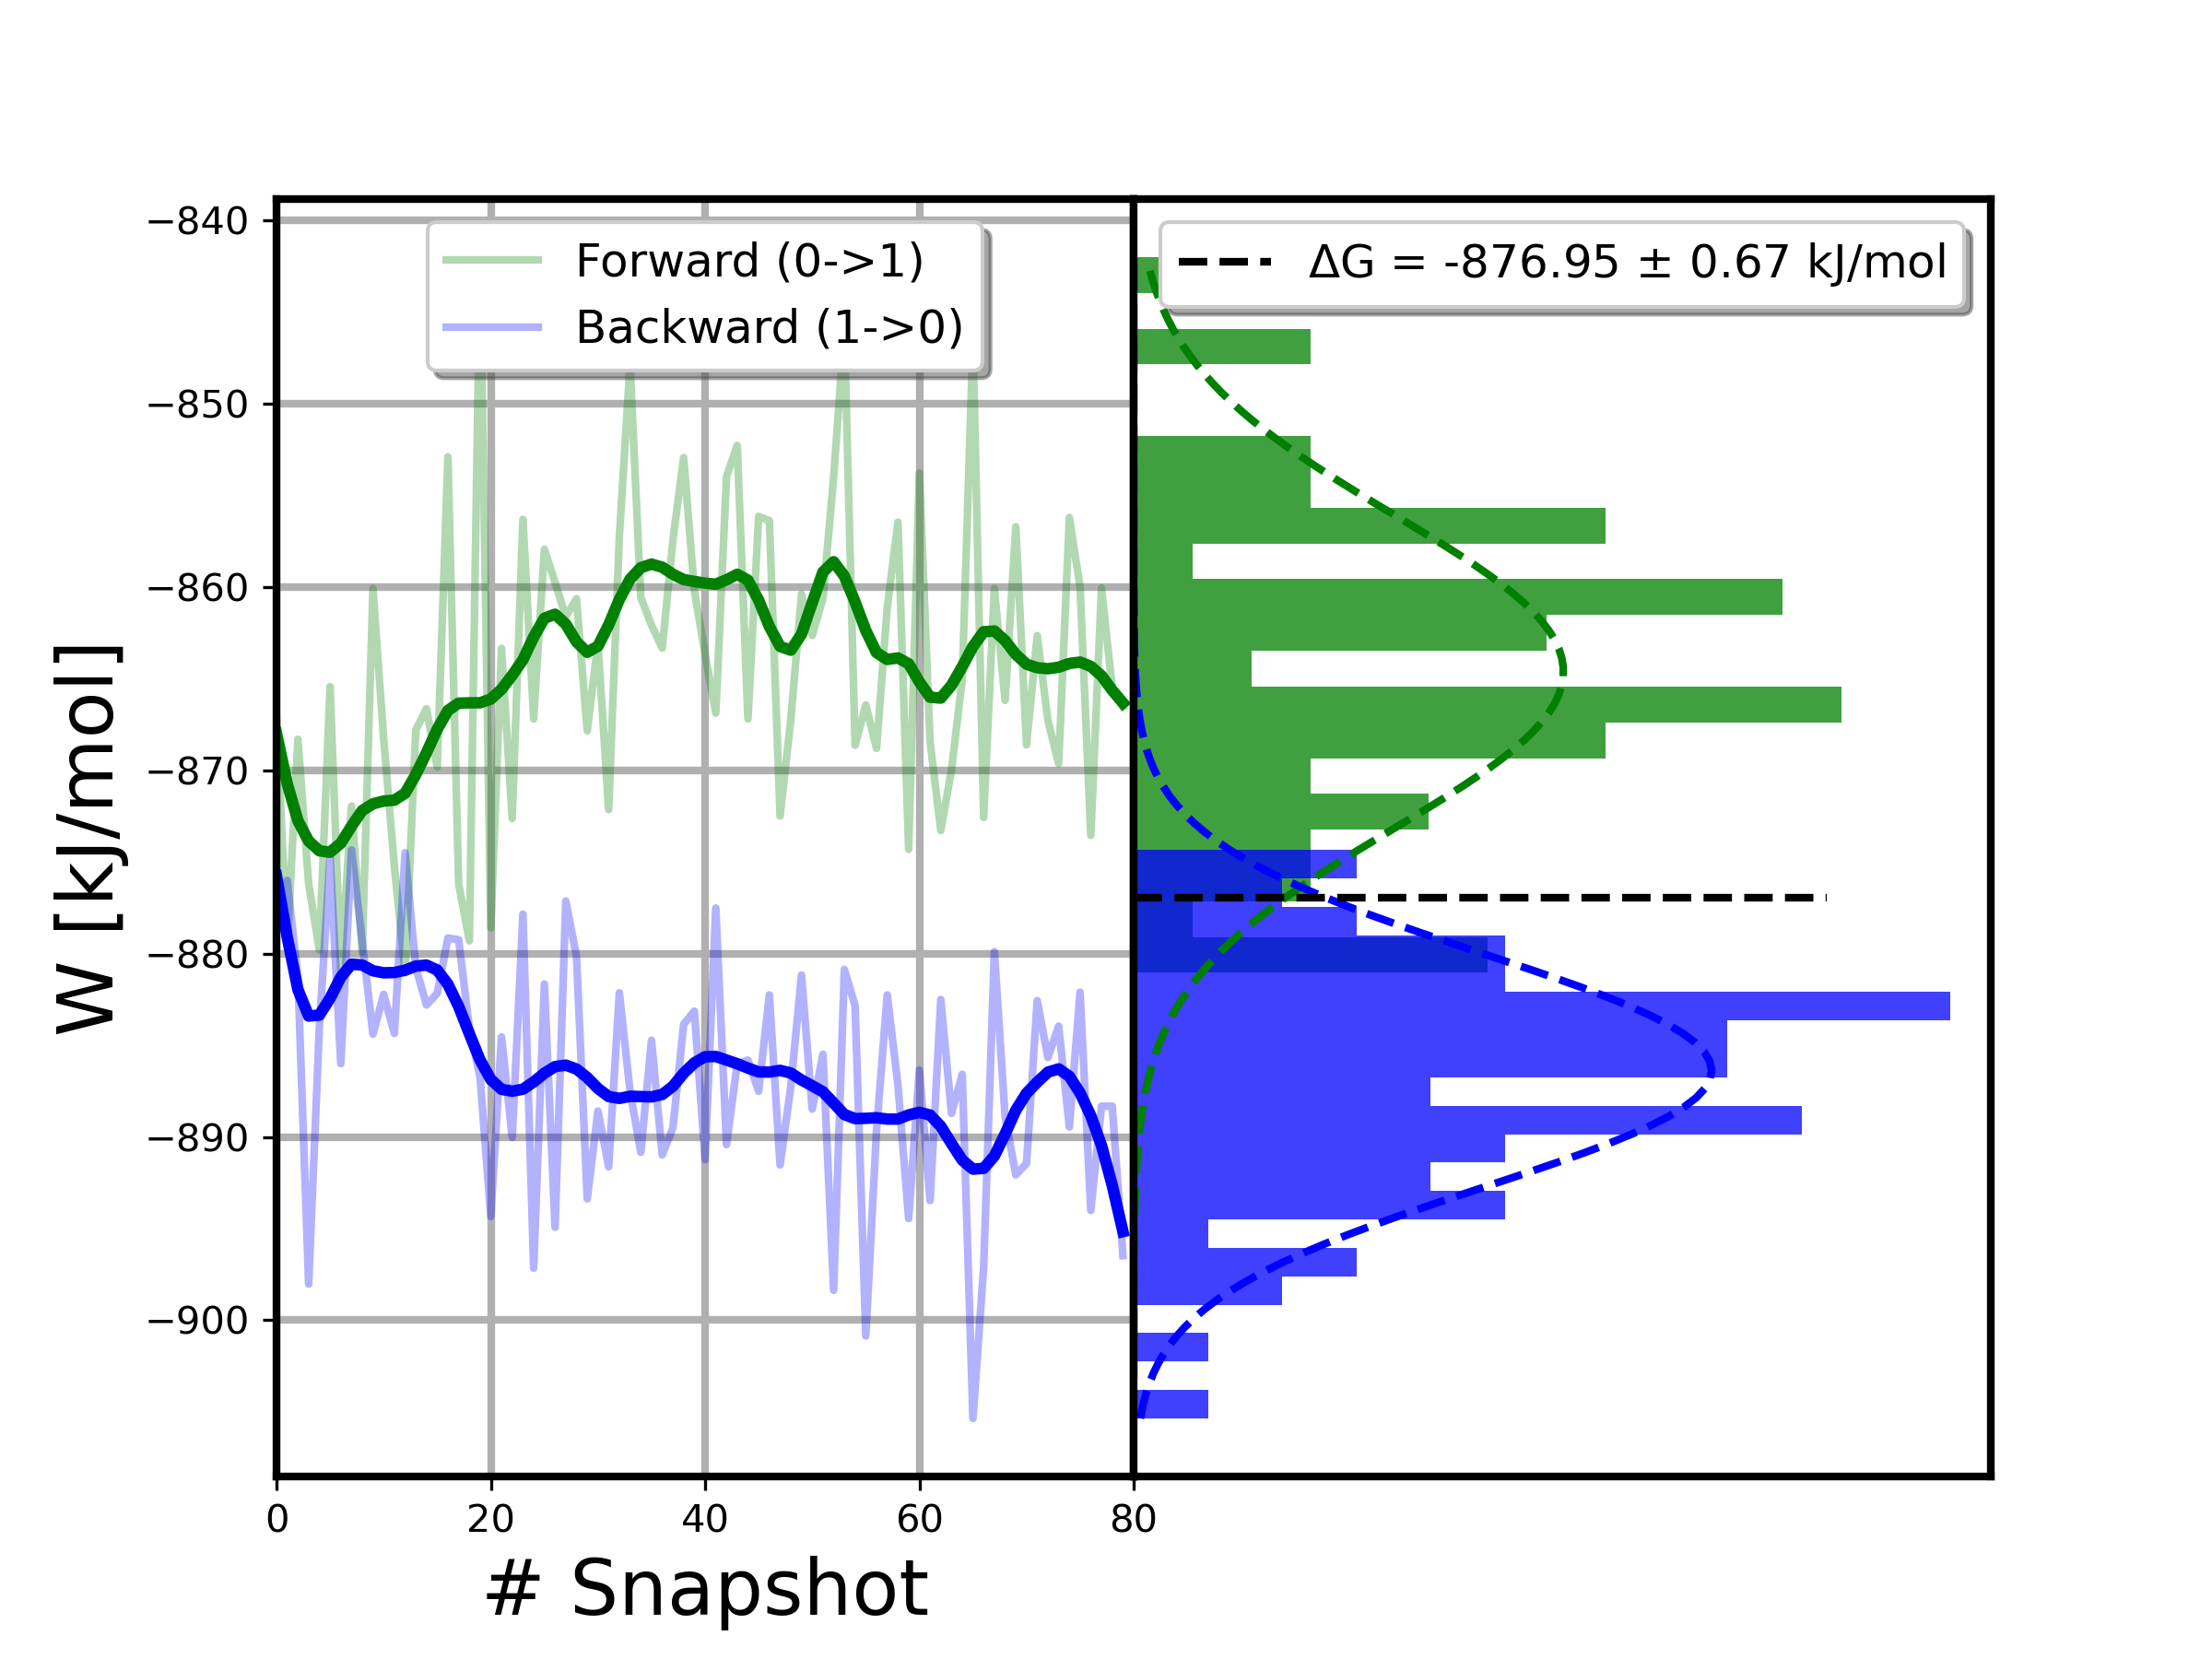 Forward (0->1)
Backward (1->0)
ΔG = -876.95 ± 0.67 kJ/mol
W [kJ/mol]
−840
−850
−860
−870
−880
−890
−900
0
20
40
60
80
# Snapshot